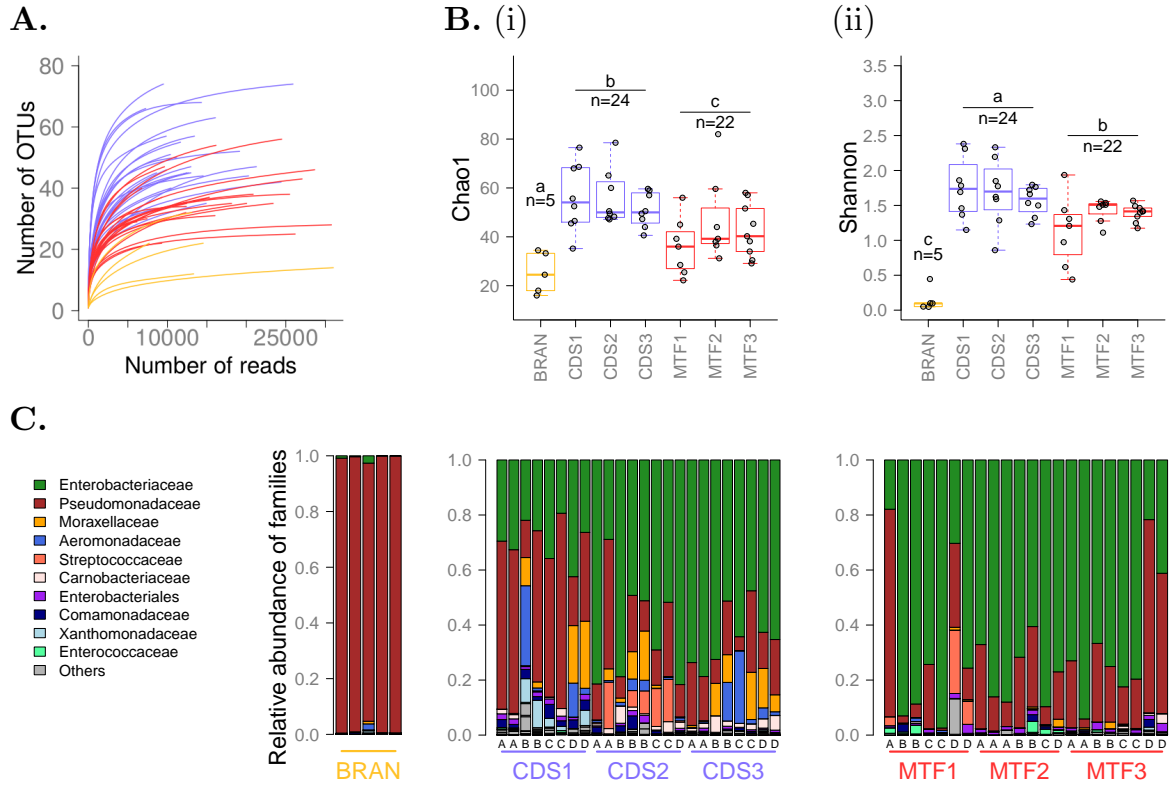 A.
Number of OTUs
80
60
40
20
0
0
10000
25000
Number of reads
B. (i)
Chao1
100
80
60
40
20
a
n=5
b
n=24
c
n=22
BRAN
CDS1
CDS2
CDS3
MTF1
MTF2
MTF3
(ii)
Shannon
3.5
3.0
2.5
2.0
1.5
1.0
0.5
0.0
c
n=5
a
n=24
b
n=22
BRAN
CDS1
CDS2
CDS3
MTF1
MTF2
MTF3
C.
Enterobacteriaceae
Pseudomonadaceae
Moraxellaceae
Aeromonadaceae
Streptococcaceae
Carnobacteriaceae
Enterobacteriales
Comamonadaceae
Xanthomonadaceae
Enterococcaceae
Others
Relative abundance of families
1.0
0.8
0.6
0.4
0.2
0.0
BRAN
1.0
0.8
0.6
0.4
0.2
0.0
A A B B C C D D A A B B C C D A A B B C C D D
CDS1 CDS2 CDS3
1.0
0.8
0.6
0.4
0.2
0.0
A B B C C D D A A A B B C D A A B B C C D D
MTF1 MTF2 MTF3